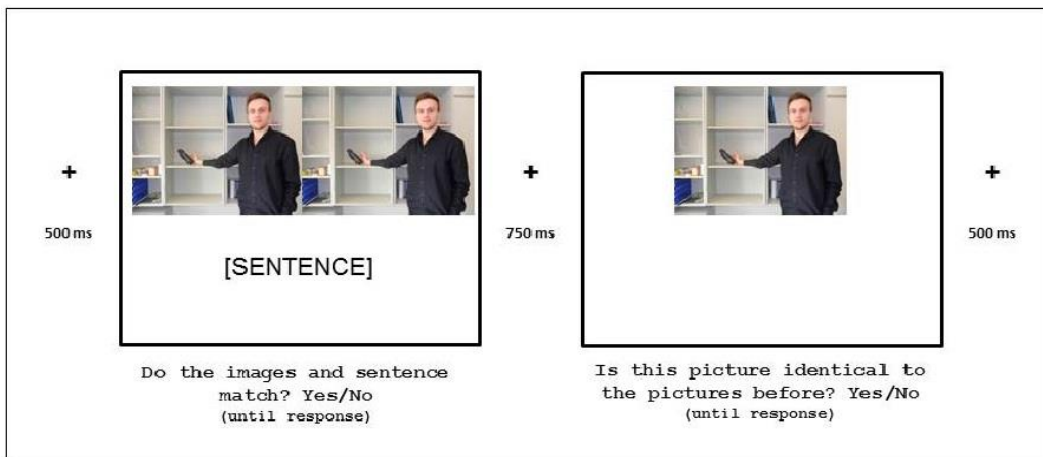 +
500 ms
[SENTENCE]
Do the images and sentence
match? Yes/No
(until response)
+
750 ms
Is this picture identical to
the pictures before? Yes/No
(until response)
+
500 ms